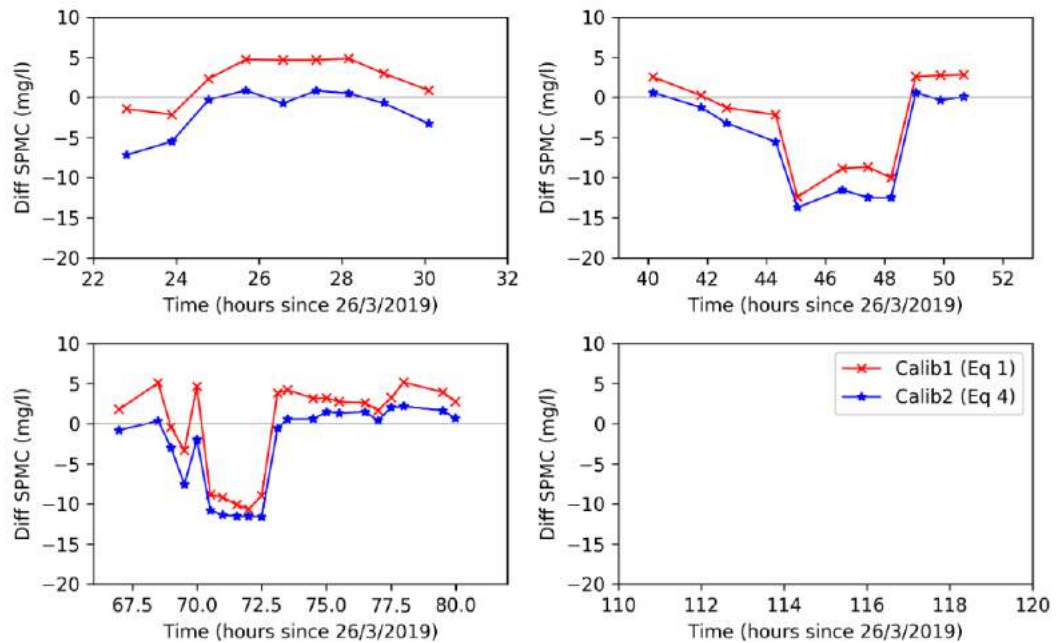 10
5
0
−5
−10
−15
−20
Diff SPMC (mg/l)
22 24 26 28 30 32
Time (hours since 26/3/2019)
10
5
0
−5
−10
−15
−20
Diff SPMC (mg/l)
40 42 44 46 48 50 52
Time (hours since 26/3/2019)
10
5
0
−5
−10
−15
−20
Diff SPMC (mg/l)
67.5 70.0 72.5 75.0 77.5 80.0
Time (hours since 26/3/2019)
10
5
0
−5
−10
−15
−20
Diff SPMC (mg/l)
Calib1 (Eq 1)
Calib2 (Eq 4)
110 112 114 116 118 120
Time (hours since 26/3/2019)